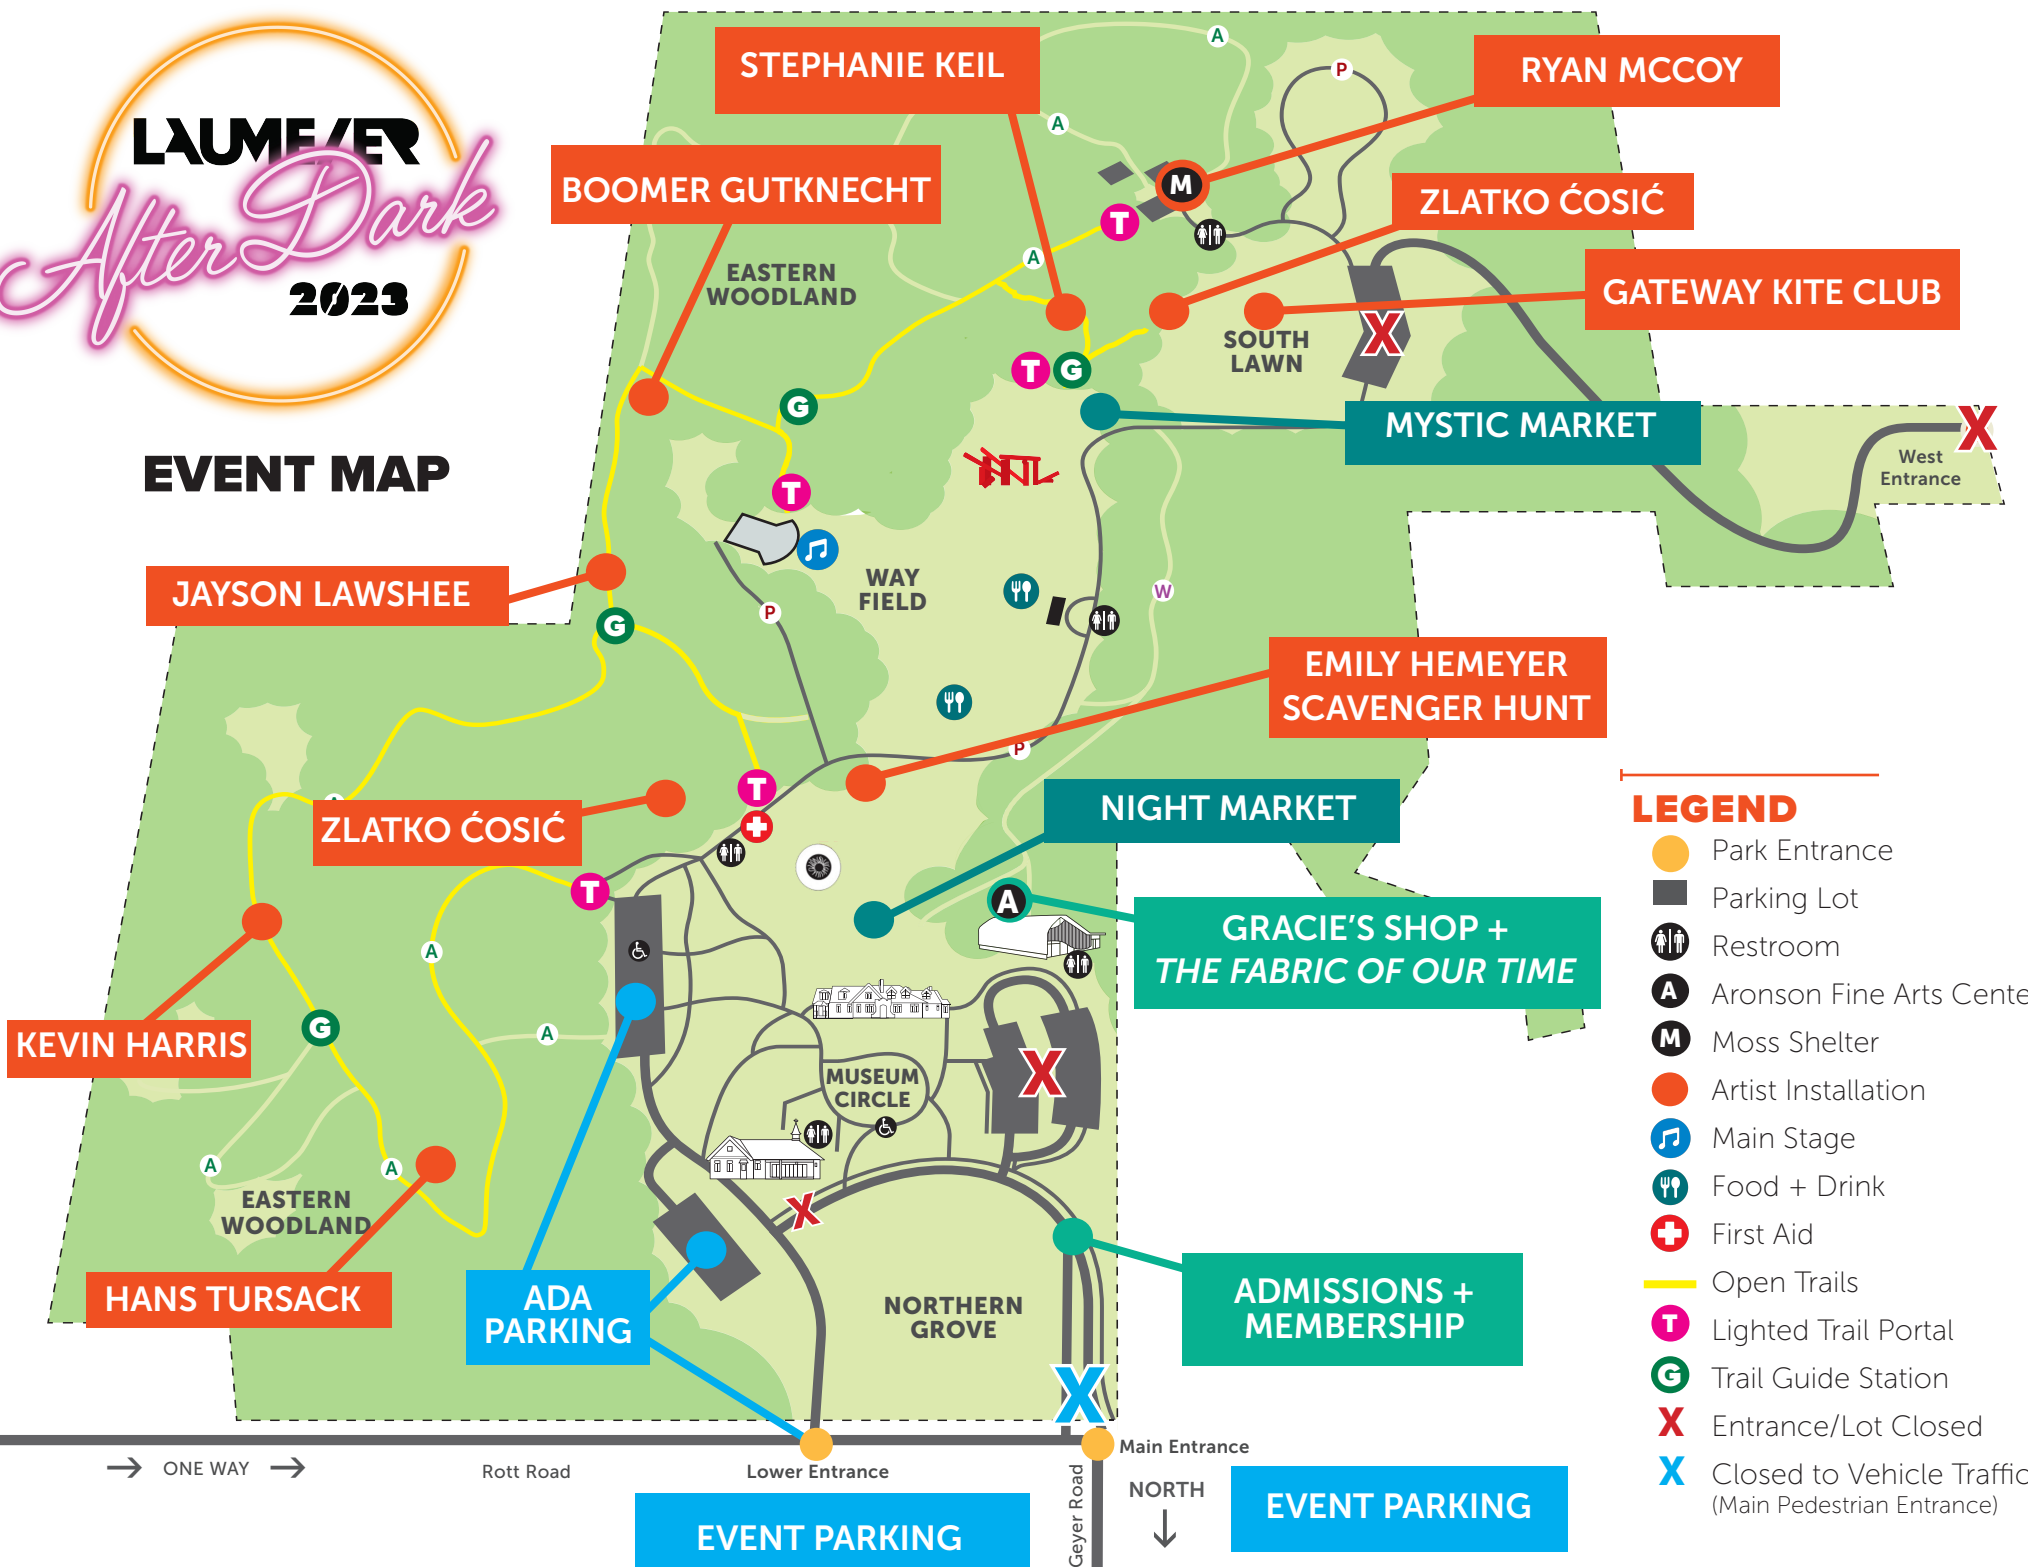 LAUMEIER
After Dark
2023
EVENT MAP
STEPHANIE KEIL
RYAN MCCOY
BOOMER GUTKNECHT
ZLATKO ĆOSIĆ
GATEWAY KITE CLUB
A
P
A
M
T
A
EASTERN
WOODLAND
SOUTH
LAWN
X
T
G
G
MYSTIC MARKET
X
West
Entrance
T
JAYSON LAWSHEE
WAY
FIELD
P
W
G
EMILY HEMEYER
SCAVENGER HUNT
P
T
ZLATKO ĆOSIĆ
NIGHT MARKET
T
A
GRACIE'S SHOP +
THE FABRIC OF OUR TIME
A
KEVIN HARRIS
G
A
X
MUSEUM
CIRCLE
A
A
EASTERN
WOODLAND
X
HANS TURSACK
ADA
PARKING
NORTHERN
GROVE
ADMISSIONS +
MEMBERSHIP
X
ONE WAY
Rott Road
Lower Entrance
Main Entrance
Geyer Road
NORTH
EVENT PARKING
EVENT PARKING
LEGEND
Park Entrance
Parking Lot
Restroom
A Aronson Fine Arts Cente
M Moss Shelter
Artist Installation
Main Stage
Food + Drink
First Aid
Open Trails
T Lighted Trail Portal
G Trail Guide Station
X Entrance/Lot Closed
X Closed to Vehicle Traffic
(Main Pedestrian Entrance)